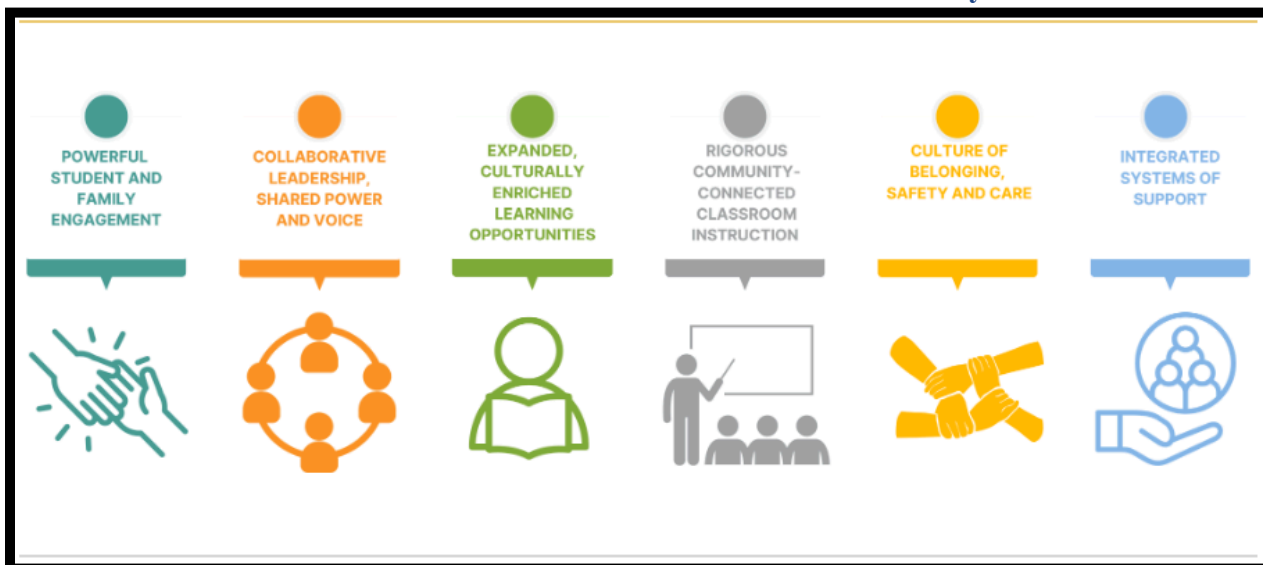 POWERFUL
STUDENT AND
FAMILY
ENGAGEMENT
COLLABORATIVE
LEADERSHIP,
SHARED POWER
AND VOICE
EXPANDED,
CULTURALLY
ENRICHED
LEARNING
OPPORTUNITIES
RIGOROUS
COMMUNITY-
CONNECTED
CLASSROOM
INSTRUCTION
CULTURE OF
BELONGING,
SAFETY AND CARE
INTEGRATED
SYSTEMS OF
SUPPORT